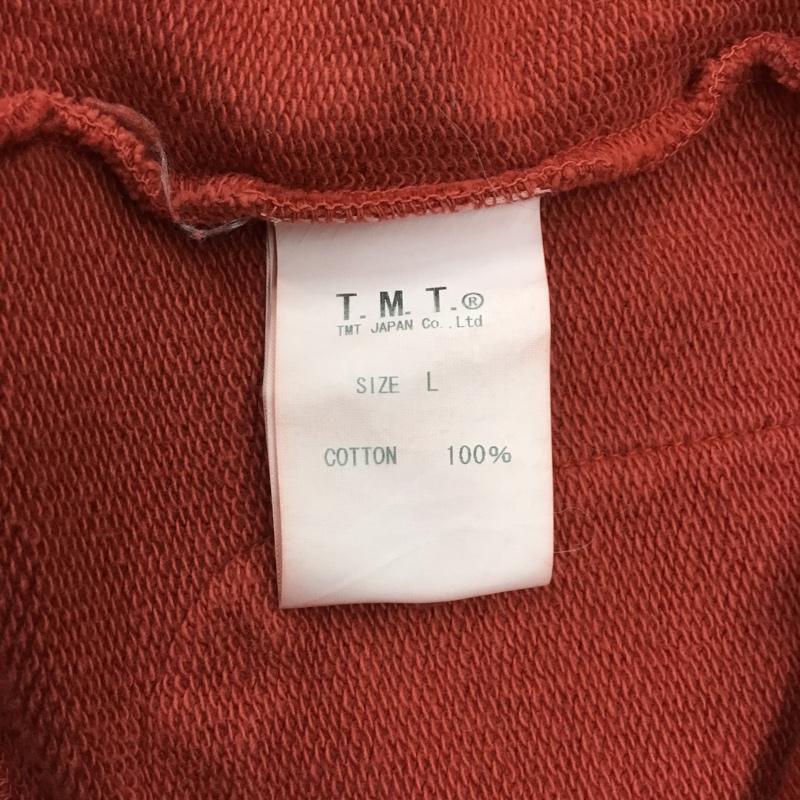 T. M. T.®
TMT JAPAN Co.,Ltd
SIZE L
COTTON 100%